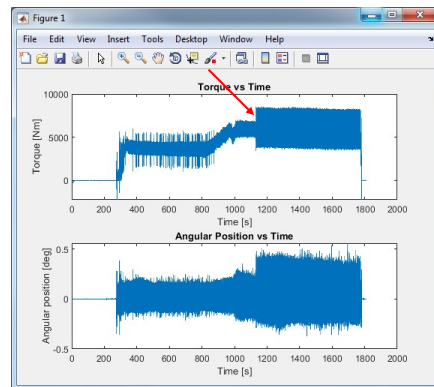 Figure 1
File Edit View Insert Tools Desktop Window Help
Torque vs Time
10000
5000
0
Torque [Nm]
0 200 400 600 800 1000 1200 1400 1600 1800 2000
Time [s]
Angular Position vs Time
0.5
0
-0.5
Angular position [deg]
0 200 400 600 800 1000 1200 1400 1600 1800 2000
Time [s]